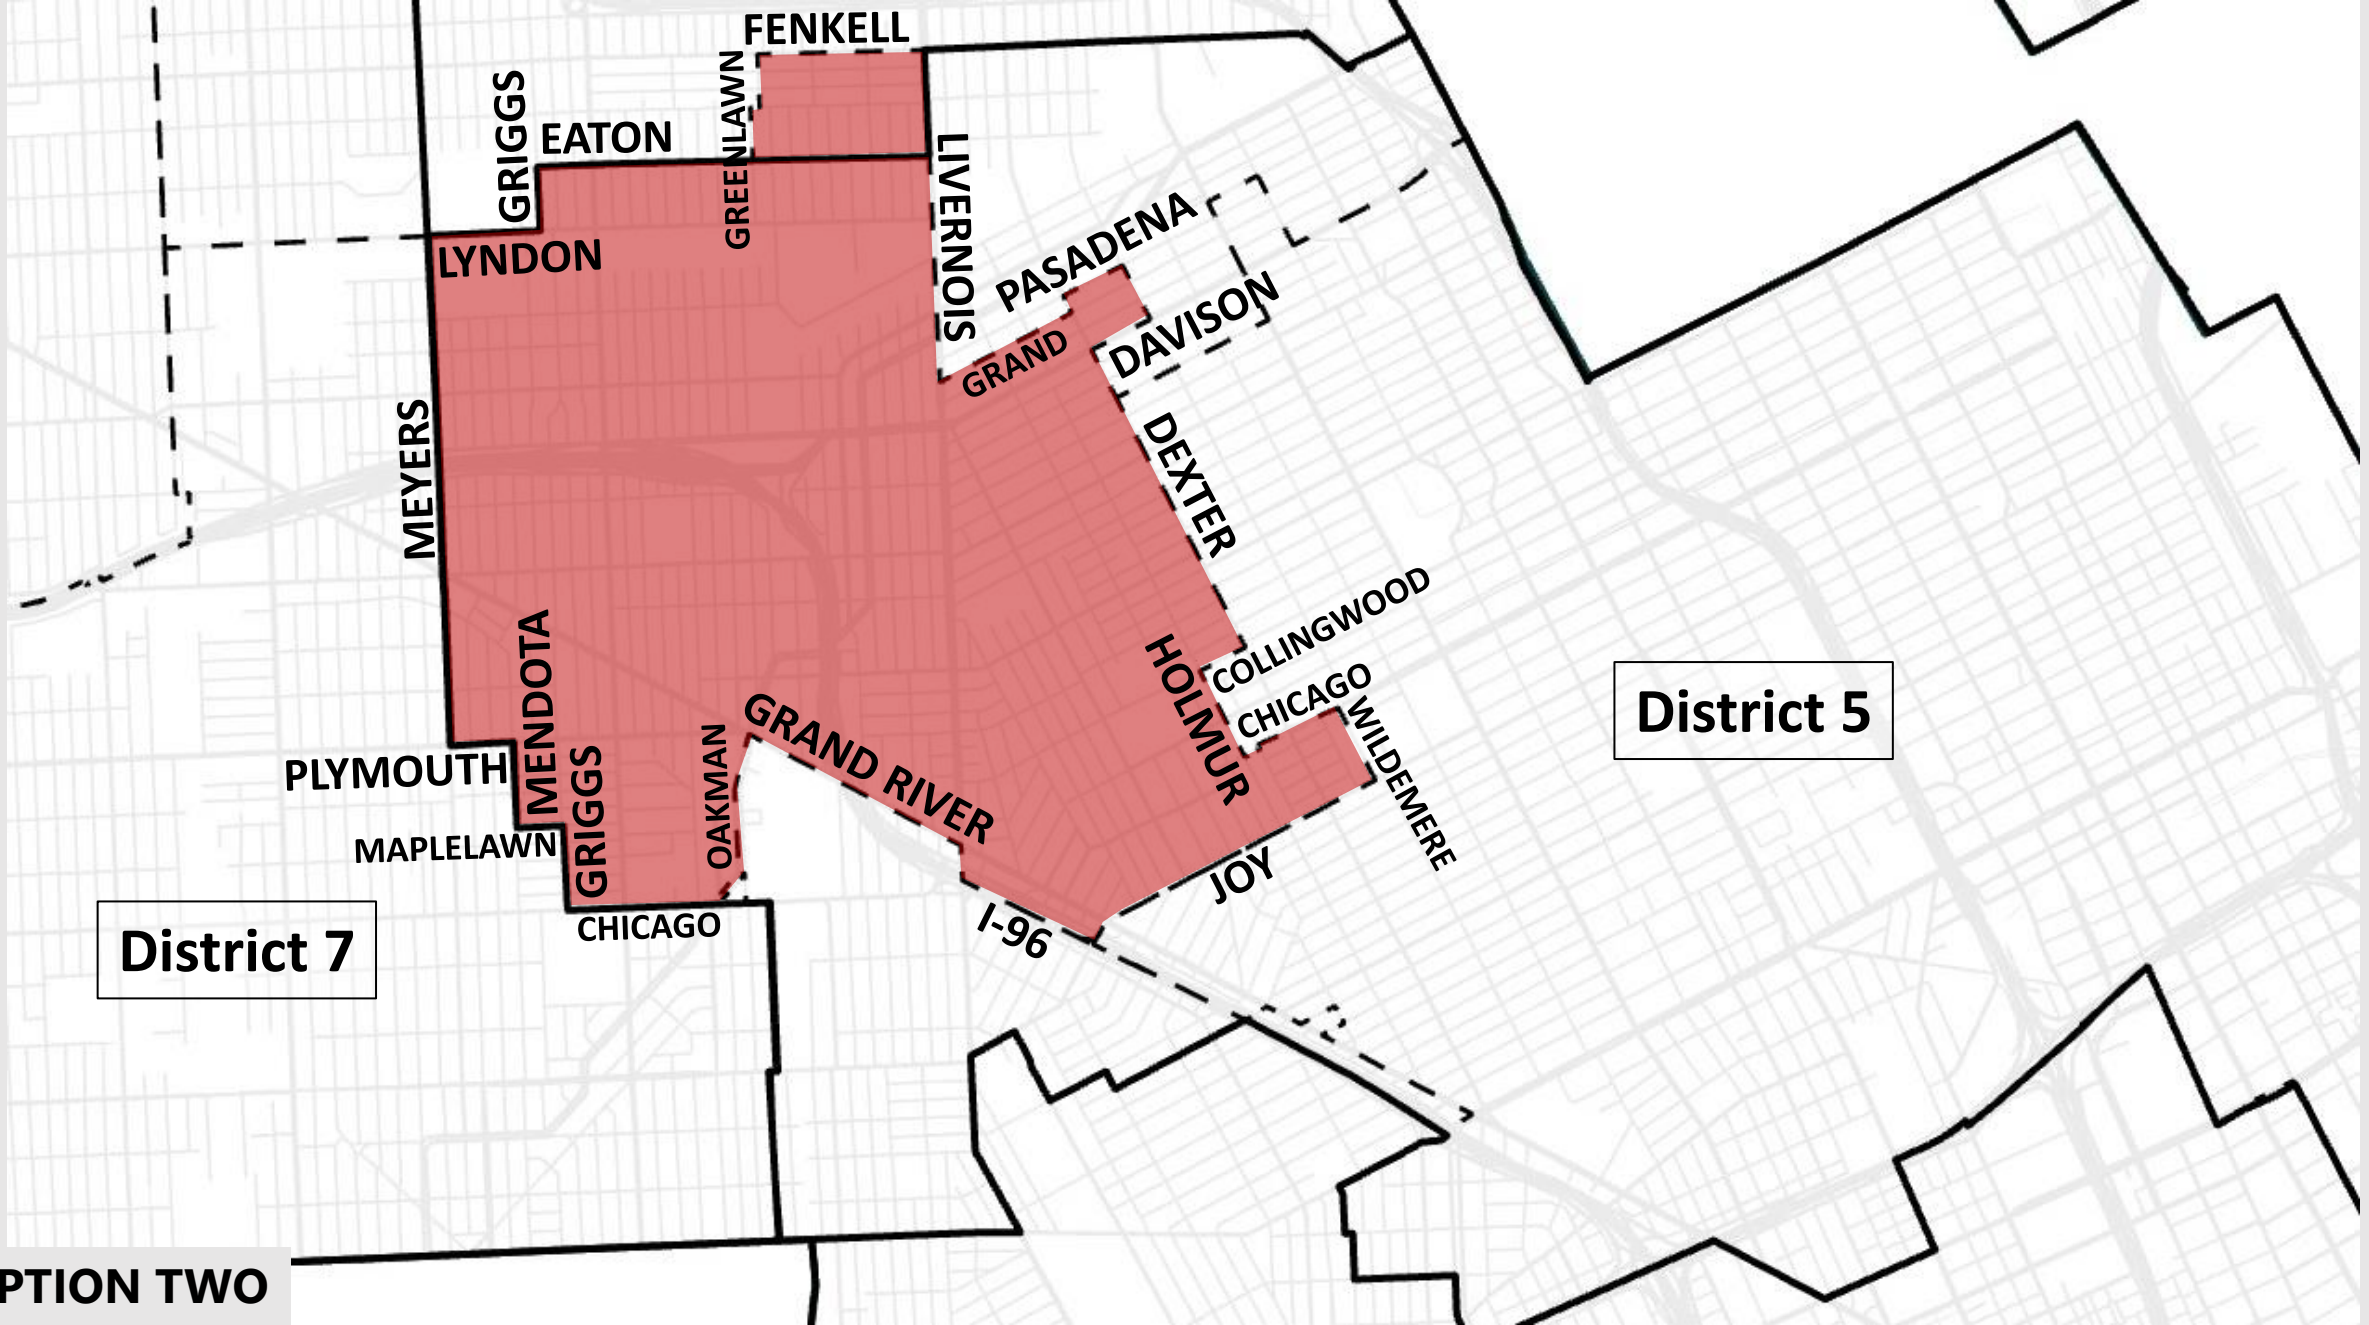 FENKELL
GRIGGS
EATON
GREENLAWN
LIVERNOIS
LYNDON
PASADENA
DAVISON
GRAND
MEYERS
DEXTER
COLLINGWOOD
HOLMUR
CHICAGO
WILDEMERE
MENDOTA
GRAND RIVER
District 5
PLYMOUTH
OAKMAN
GRIGGS
MAPLELAWN
JOY
CHICAGO
I-96
District 7
PTION TWO